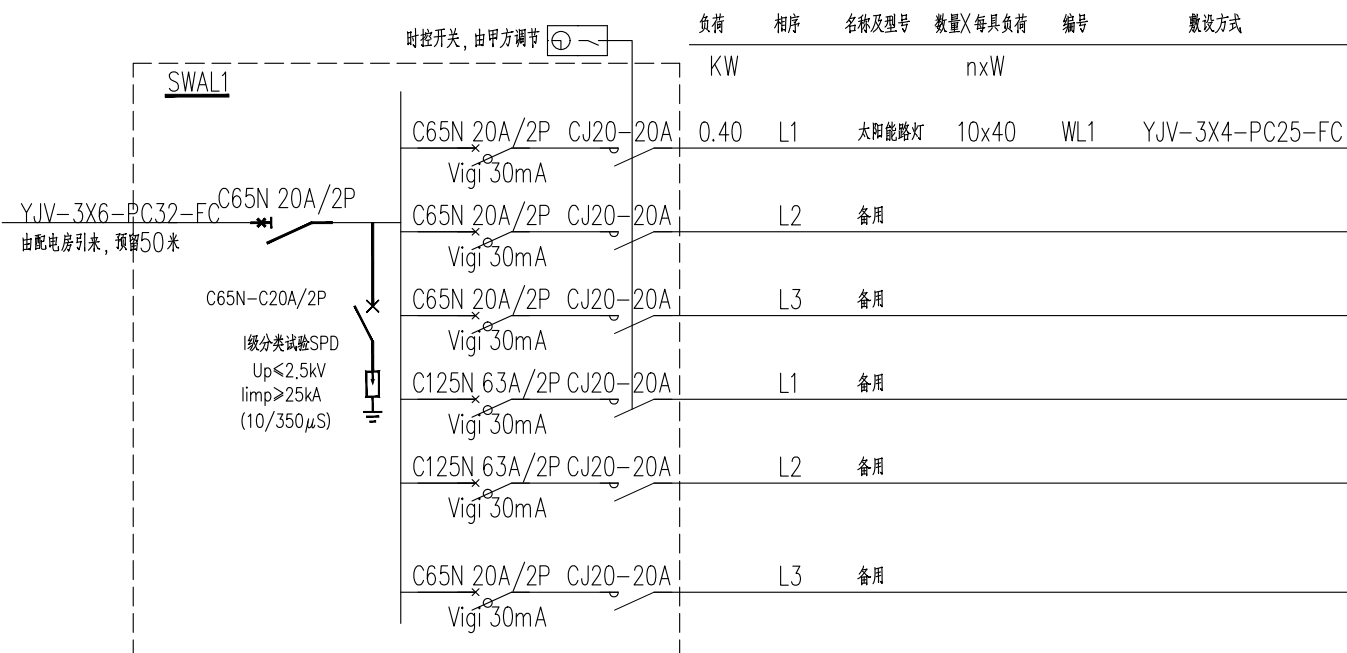 负荷 相序 名称及型号 数量X每具负荷 编号 敷设方式
时控开关, 由甲方调节
KW nxW
SWAL1
C65N 20A/2P CJ20-20A 0.40 L1 太阳能路灯 10x40 WL1 YJV-3X4-PC25-FC
Vigi 30mA
YJV-3X6-PC32-FC C65N 20A/2P
由配电房引来, 预留50米
C65N 20A/2P CJ20-20A L2 备用
Vigi 30mA
C65N-C20A/2P
C65N 20A/2P CJ20-20A L3 备用
Vigi 30mA
I级分类试验SPD
Up≤2.5kV
Iimp≥25kA
(10/350μS)
C125N 63A/2P CJ20-20A L1 备用
Vigi 30mA
C125N 63A/2P CJ20-20A L2 备用
Vigi 30mA
C65N 20A/2P CJ20-20A L3 备用
Vigi 30mA